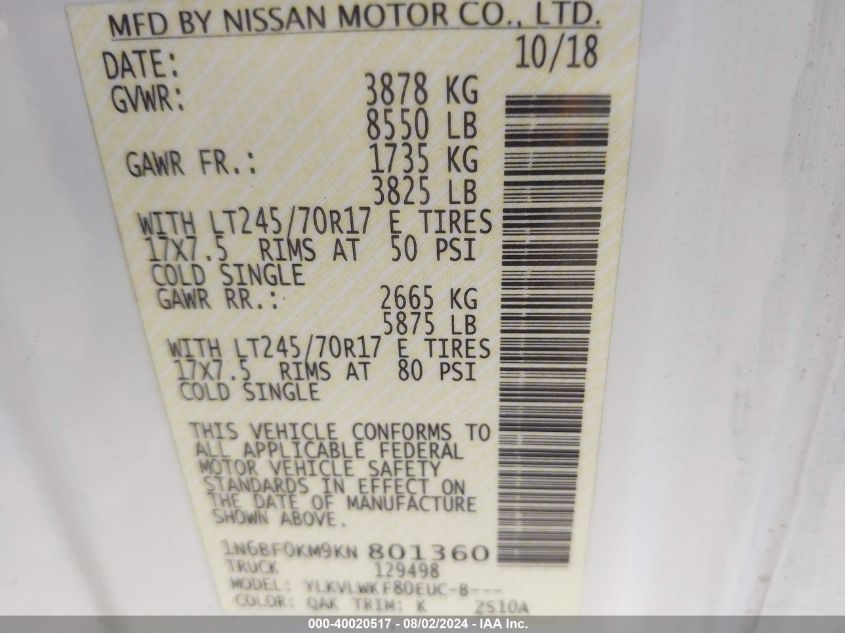 MFD BY NISSAN MOTOR CO., LTD.
DATE: 10/18
GVWR: 3878 KG
8550 LB
GAWR FR.: 1735 KG
3825 LB
WITH LT245/70R17 E TIRES
17X7.5 RIMS AT 50 PSI
COLD SINGLE
GAWR RR.: 2665 KG
5875 LB
WITH LT245/70R17 E TIRES
17X7.5 RIMS AT 80 PSI
COLD SINGLE
THIS VEHICLE CONFORMS TO
ALL APPLICABLE FEDERAL
MOTOR VEHICLE SAFETY
STANDARDS IN EFFECT ON
THE DATE OF MANUFACTURE
SHOWN ABOVE.
1N6BF0KM9KN 801360
TRUCK 129498
MODEL: YLKVLWKF80EUC-B---
COLOR: QAK TRIM: K ZS10A
000-40020517 - 08/02/2024 - IAA Inc.